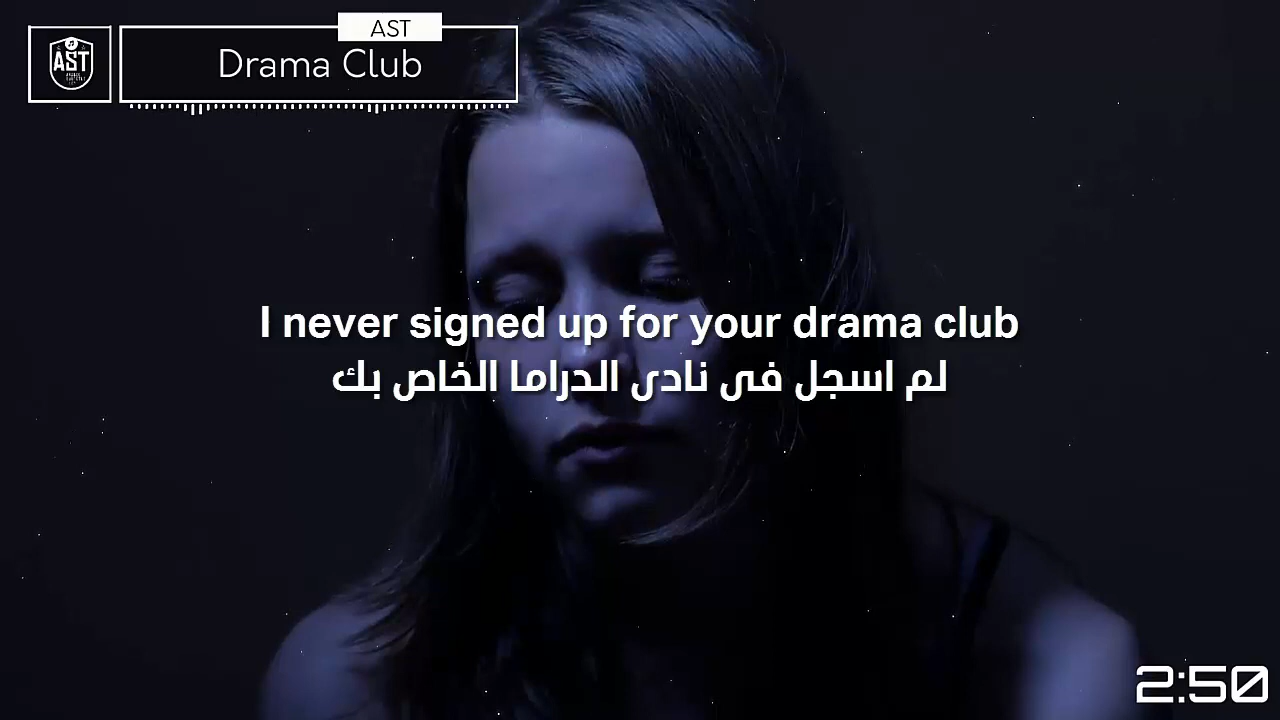 AST
AST
Drama Club
I never signed up for your drama club
لم اسجل فى نادى الدراما الخاص بك
2:50